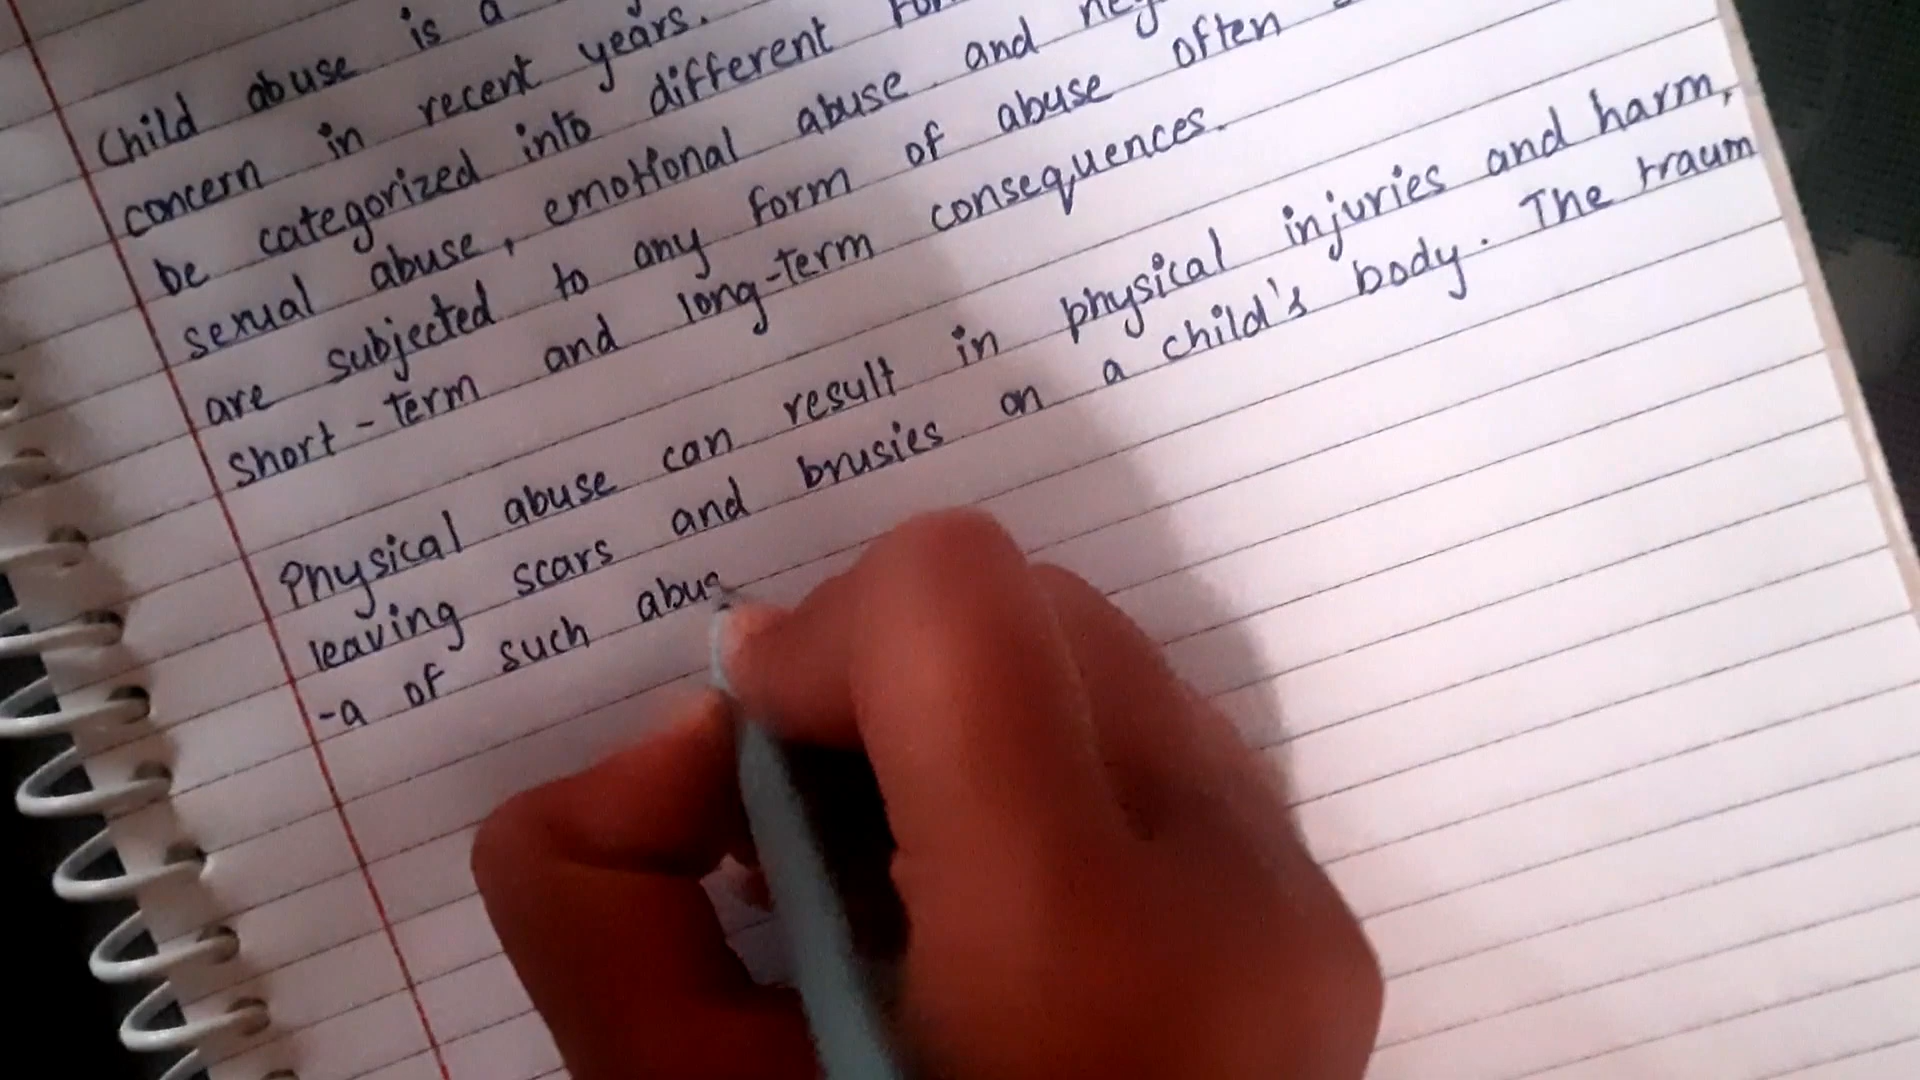 Child abuse is a
concern in recent years.
be categorized into different
sexual abuse, emotional abuse and
are subjected to any form of abuse often
short-term and long-term consequences.
Physical abuse can result in physical injuries and harm,
leaving scars and brusies on a child's body. The traum
-a of such abus